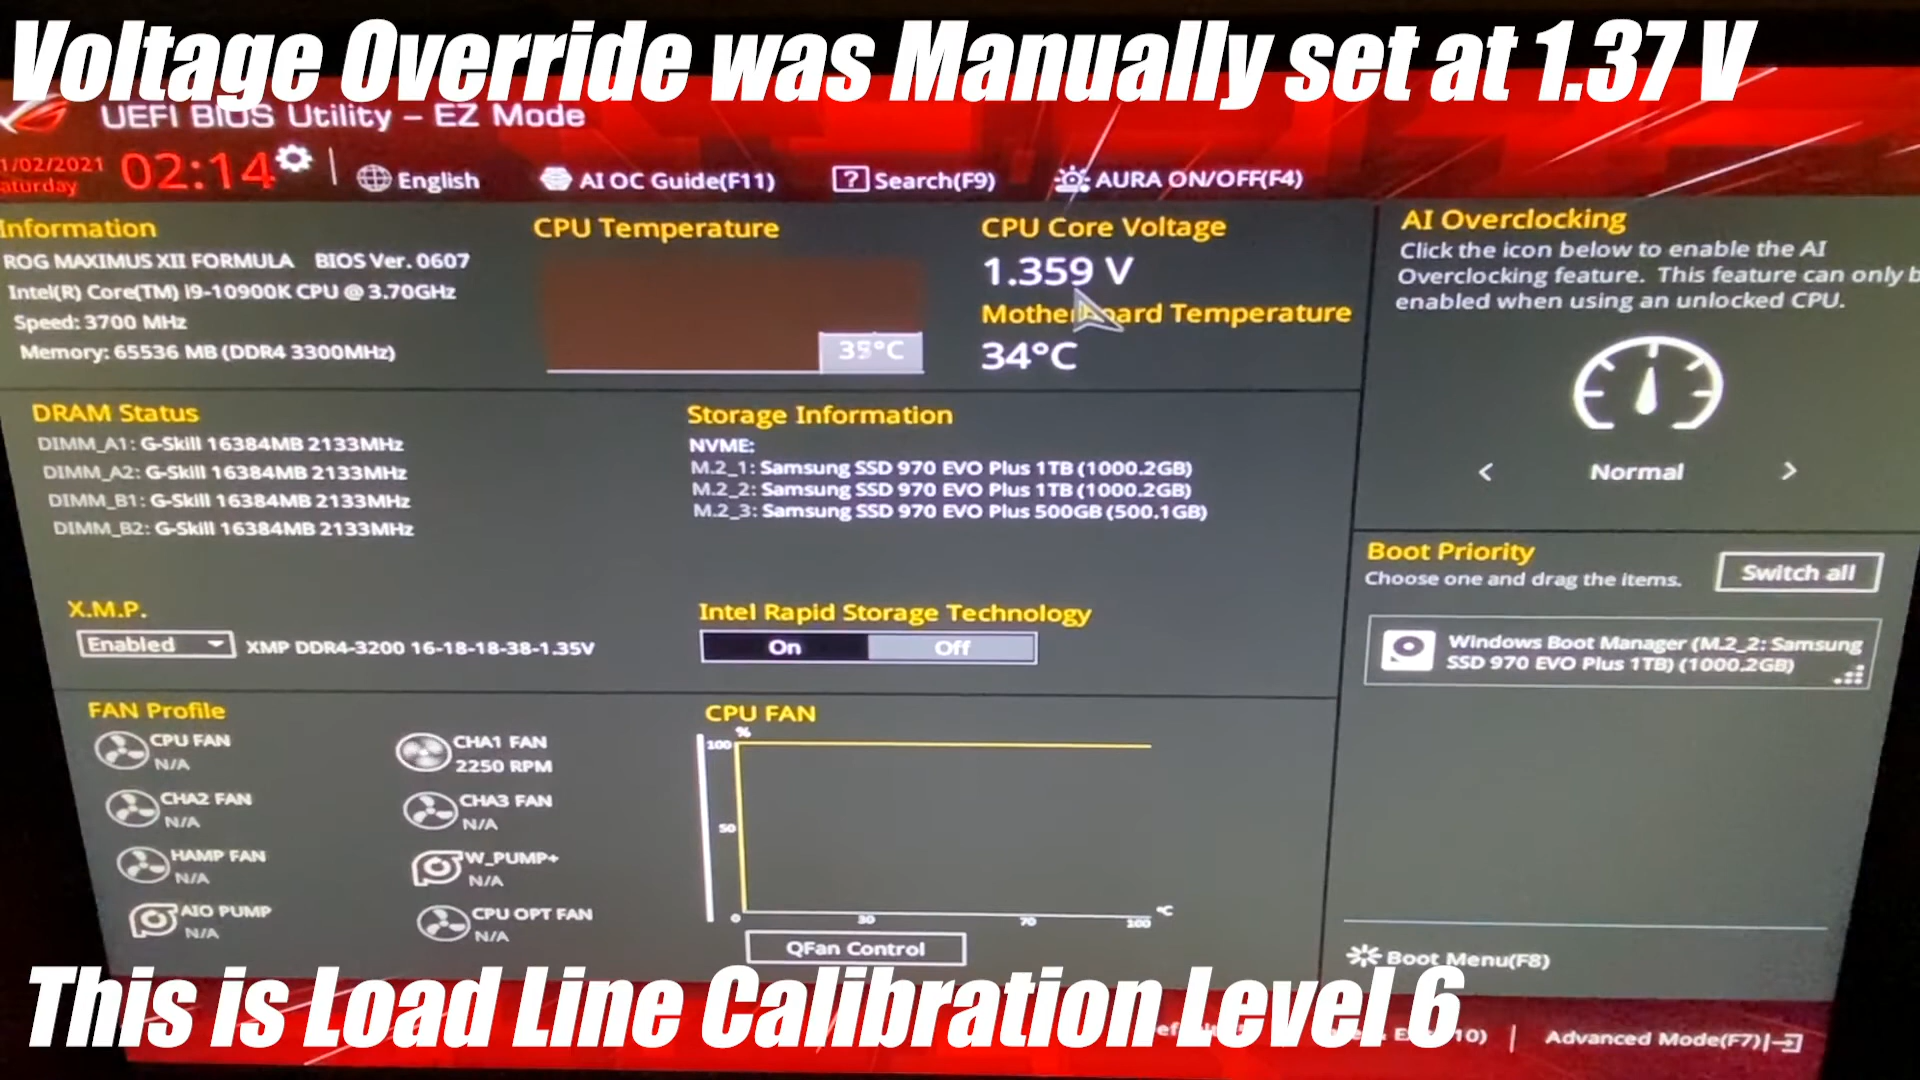 Voltage Override was Manually set at 1.37 V
UEFI BIOS Utility – EZ Mode
1/02/2021
aturday
02:14
English
AI OC Guide(F11)
Search(F9)
AURA ON/OFF(F4)
Information
ROG MAXIMUS XII FORMULA BIOS Ver. 0607
Intel(R) Core(TM) i9-10900K CPU @ 3.70GHz
Speed: 3700 MHz
Memory: 65536 MB (DDR4 3300MHz)
CPU Temperature
CPU Core Voltage
1.359 V
Motherboard Temperature
34°C
AI Overclocking
Click the icon below to enable the AI
Overclocking feature. This feature can only b
enabled when using an unlocked CPU.
Normal
DRAM Status
DIMM_A1: G-Skill 16384MB 2133MHz
DIMM_A2: G-Skill 16384MB 2133MHz
DIMM_B1: G-Skill 16384MB 2133MHz
DIMM_B2: G-Skill 16384MB 2133MHz
Storage Information
NVME:
M.2_1: Samsung SSD 970 EVO Plus 1TB (1000.2GB)
M.2_2: Samsung SSD 970 EVO Plus 1TB (1000.2GB)
M.2_3: Samsung SSD 970 EVO Plus 500GB (500.1GB)
X.M.P.
Enabled
XMP DDR4-3200 16-18-18-38-1.35V
Intel Rapid Storage Technology
On
Off
Boot Priority
Choose one and drag the items.
Switch all
Windows Boot Manager (M.2_2: Samsung
SSD 970 EVO Plus 1TB) (1000.2GB)
FAN Profile
CPU FAN
N/A
CHA1 FAN
2250 RPM
CHA2 FAN
N/A
CHA3 FAN
N/A
HAMP FAN
N/A
W_PUMP+
N/A
AIO PUMP
N/A
CPU OPT FAN
N/A
CPU FAN
%
100
50
0
30
70
100
°C
QFan Control
Boot Menu(F8)
This is Load Line Calibration Level 6
Advanced Mode(F7)